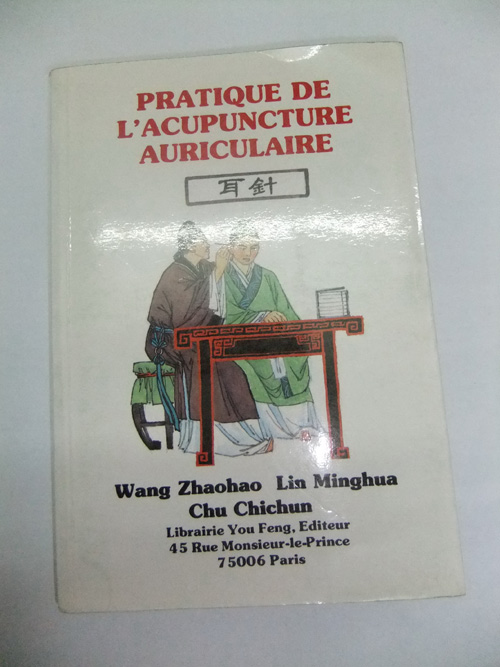 PRATIQUE DE
L'ACUPUNCTURE
AURICULAIRE
耳針
Wang Zhaohao Lin Minghua
Chu Chichun
Librairie You Feng, Editeur
45 Rue Monsieur-le-Prince
75006 Paris